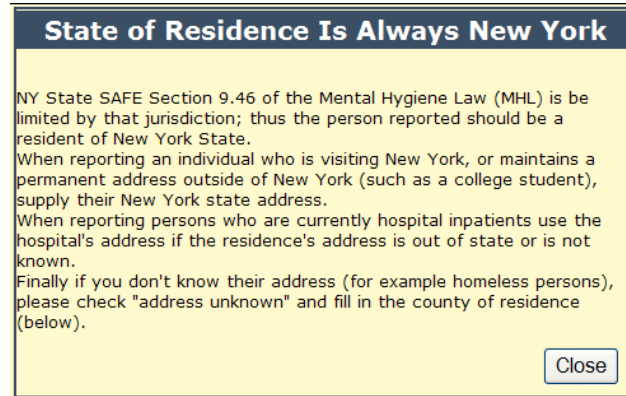 State of Residence Is Always New York
NY State SAFE Section 9.46 of the Mental Hygiene Law (MHL) is be
limited by that jurisdiction; thus the person reported should be a
resident of New York State.
When reporting an individual who is visiting New York, or maintains a
permanent address outside of New York (such as a college student),
supply their New York state address.
When reporting persons who are currently hospital inpatients use the
hospital's address if the residence's address is out of state or is not
known.
Finally if you don't know their address (for example homeless persons),
please check "address unknown" and fill in the county of residence
(below).
Close